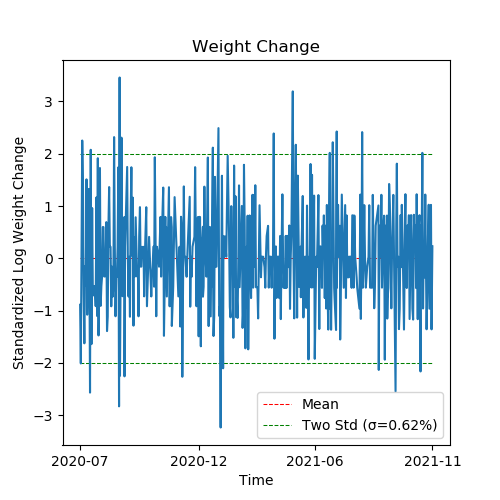 Weight Change
Standardized Log Weight Change
3
2
1
0
−1
−2
−3
Mean
Two Std (σ=0.62%)
2020-07 2020-12 2021-06 2021-11
Time